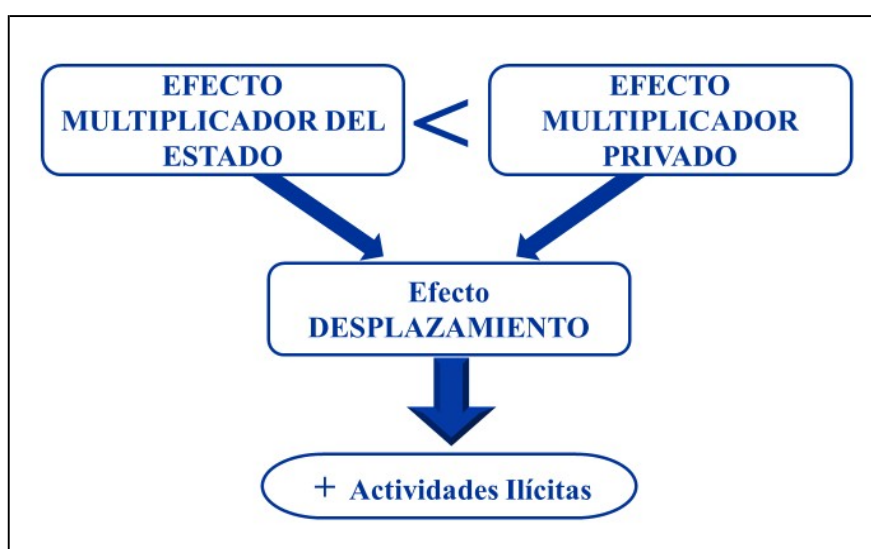 EFECTO
MULTIPLICADOR DEL
ESTADO
<
EFECTO
MULTIPLICADOR
PRIVADO
Efecto
DESPLAZAMIENTO
+ Actividades Ilícitas